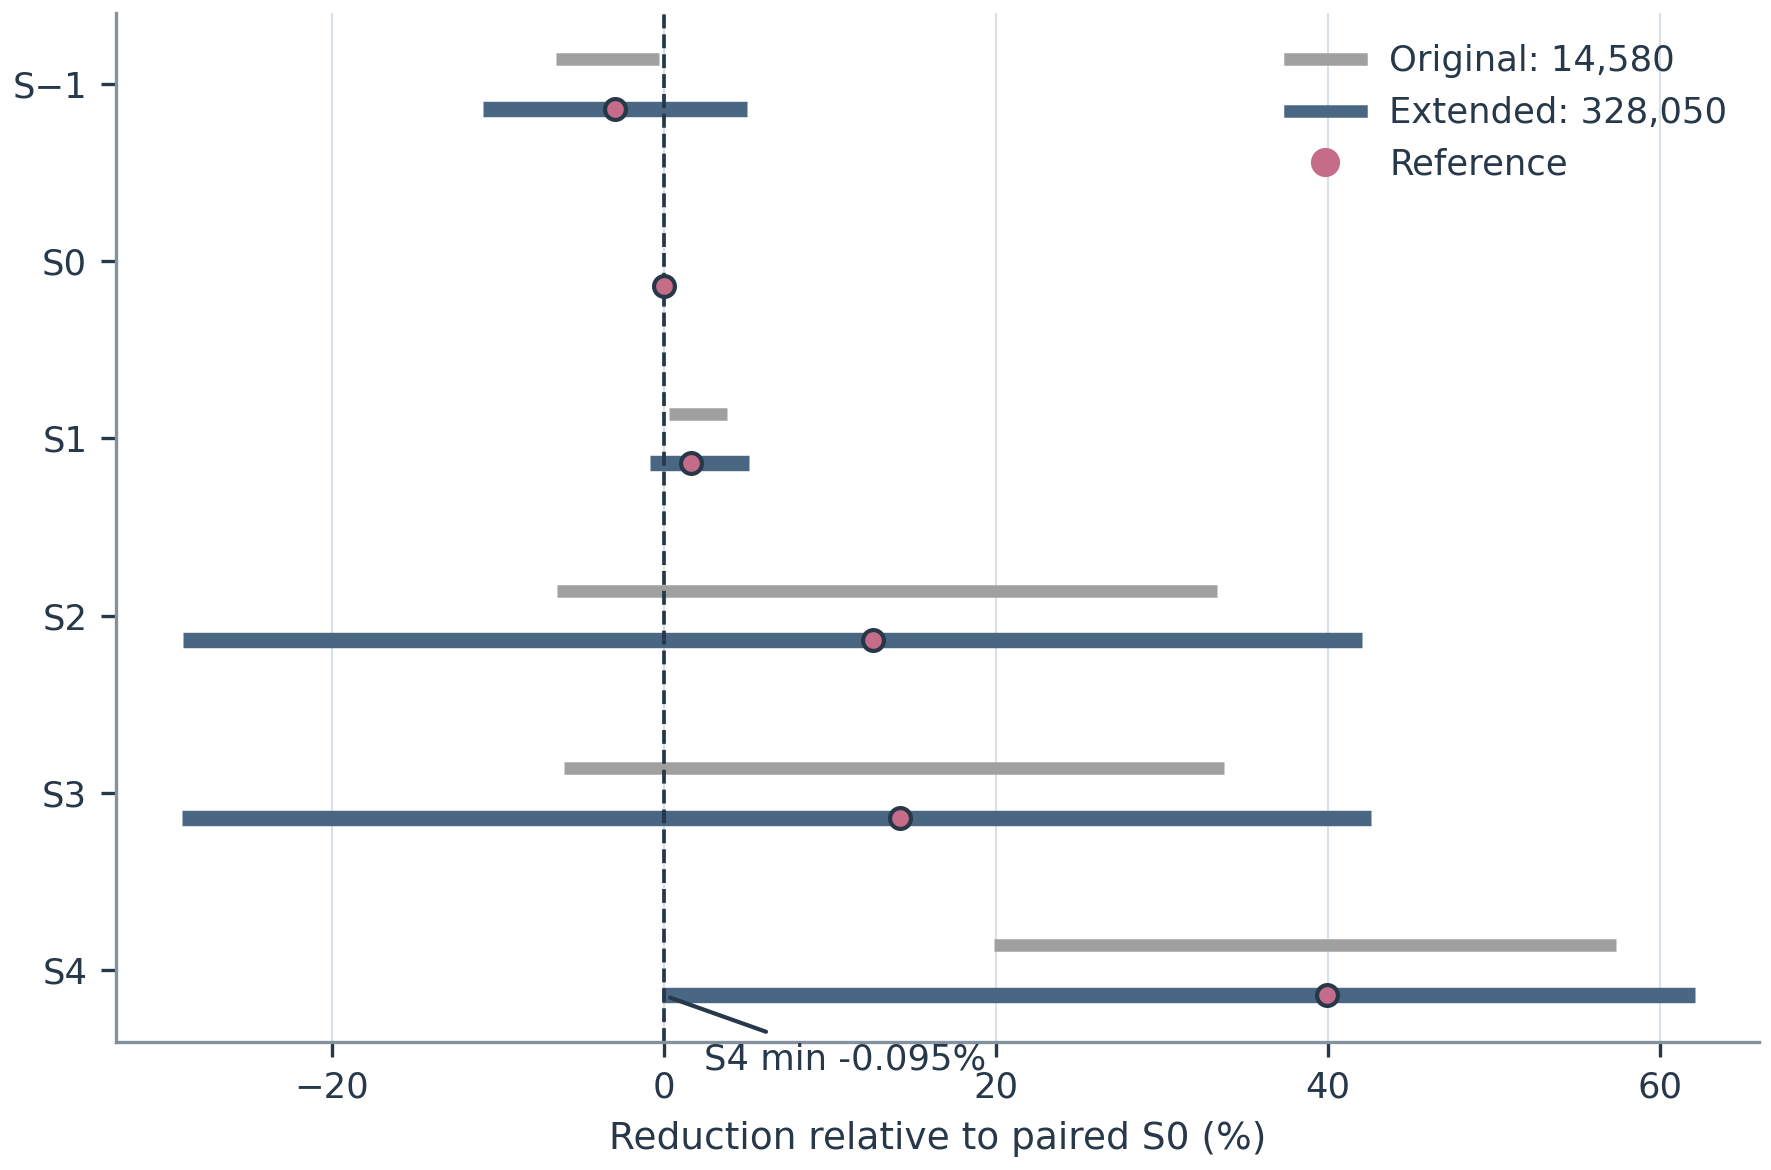 Original: 14,580
Extended: 328,050
Reference
S−1
S0
S1
S2
S3
S4
S4 min -0.095%
−20
0
20
40
60
Reduction relative to paired S0 (%)